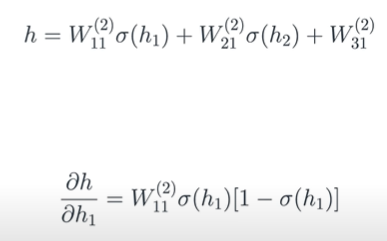 h = W_{11}^{(2)} σ(h_1) + W_{21}^{(2)} σ(h_2) + W_{31}^{(2)}
∂h/∂h_1 = W_{11}^{(2)} σ(h_1)[1 − σ(h_1)]